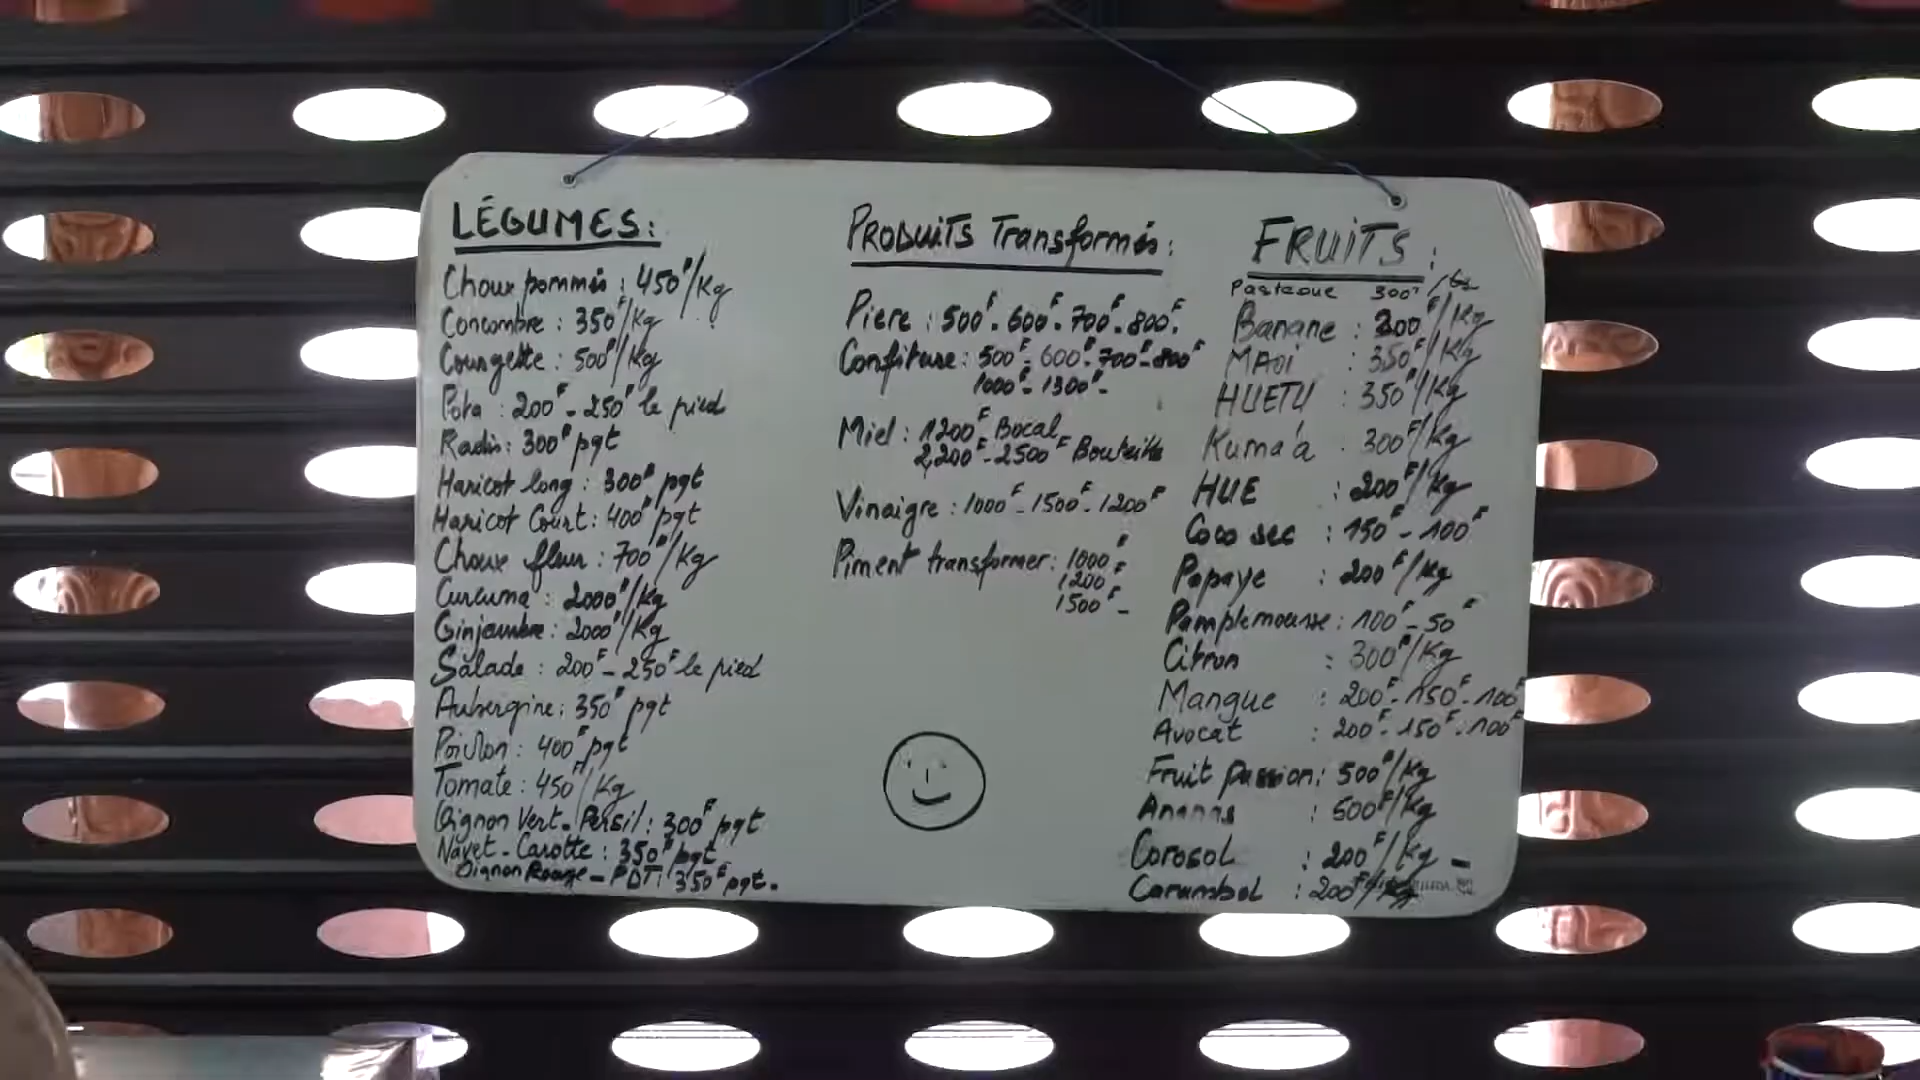 LÉGUMES:
Choux pommés : 450F/Kg
Concombre : 350F/Kg
Courgette : 500F/Kg
Pota : 200F - 250F le pied
Radis : 300F pqt
Haricot long : 300F pqt
Haricot Court : 400F pqt
Choux fleur : 700F/Kg
Curcuma : 2000F/Kg
Ginjembre : 2000F/Kg
Salade : 200F - 250F le pied
Aubergine : 350F pqt
Poivron : 400F pqt
Tomate : 450F/Kg
Oignon Vert - Persil : 300F pqt
Navet - Carotte : 350F pqt
Oignon Rouge - PDT : 350F pqt.
PRODUITS Transformés :
Piere : 500F - 600F - 700F - 800F.
Confiture : 500F - 600F - 700F - 800F
1000F - 1300F -
Miel : 1200F Bocal
2,200F - 2500F Bouteille
Vinaigre : 1000F - 1500F - 1200F
Piment transformer : 1000F
1200F
1500F -
FRUITS :
Pasteque 300F/Kg
Banane : 200F/Kg
MAOI : 350F/Kg
HUETU : 350F/Kg
Kuma'a : 300F/Kg
HUE : 200F/Kg
Coco sec : 150F - 100F
Papaye : 200F/Kg
Pamplemousse : 100F - 50F
Citron : 300F/Kg
Mangue : 200F - 150F - 100F
Avocat : 200F - 150F - 100F
Fruit passion : 500F/Kg
Ananas : 500F/Kg
Corosol : 200F/Kg -
Carambol : 200F/Kg